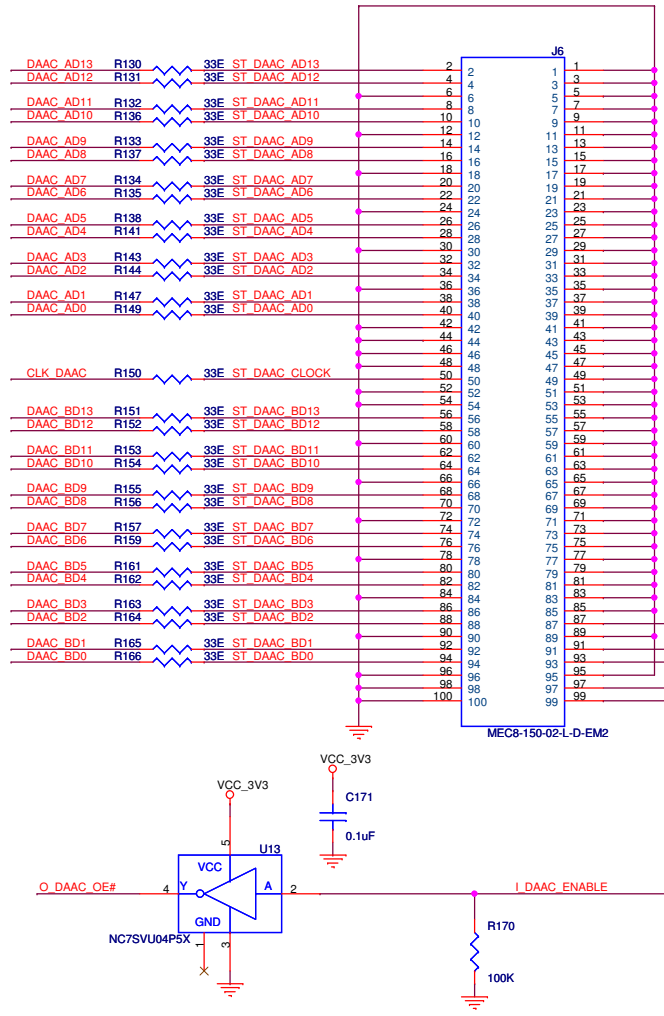 J6
DAAC_AD13 R130 33E ST_DAAC_AD13 2 2 1 1
DAAC_AD12 R131 33E ST_DAAC_AD12 4 4 3 3
6 6 5 5
DAAC_AD11 R132 33E ST_DAAC_AD11 8 8 7 7
DAAC_AD10 R136 33E ST_DAAC_AD10 10 10 9 9
12 12 11 11
DAAC_AD9 R133 33E ST_DAAC_AD9 14 14 13 13
DAAC_AD8 R137 33E ST_DAAC_AD8 16 16 15 15
18 18 17 17
DAAC_AD7 R134 33E ST_DAAC_AD7 20 20 19 19
DAAC_AD6 R135 33E ST_DAAC_AD6 22 22 21 21
24 24 23 23
DAAC_AD5 R138 33E ST_DAAC_AD5 26 26 25 25
DAAC_AD4 R141 33E ST_DAAC_AD4 28 28 27 27
30 30 29 29
DAAC_AD3 R143 33E ST_DAAC_AD3 32 32 31 31
DAAC_AD2 R144 33E ST_DAAC_AD2 34 34 33 33
36 36 35 35
DAAC_AD1 R147 33E ST_DAAC_AD1 38 38 37 37
DAAC_AD0 R149 33E ST_DAAC_AD0 40 40 39 39
42 42 41 41
44 44 43 43
46 46 45 45
48 48 47 47
CLK_DAAC R150 33E ST_DAAC_CLOCK 50 50 49 49
52 52 51 51
54 54 53 53
DAAC_BD13 R151 33E ST_DAAC_BD13 56 56 55 55
DAAC_BD12 R152 33E ST_DAAC_BD12 58 58 57 57
60 60 59 59
DAAC_BD11 R153 33E ST_DAAC_BD11 62 62 61 61
DAAC_BD10 R154 33E ST_DAAC_BD10 64 64 63 63
66 66 65 65
DAAC_BD9 R155 33E ST_DAAC_BD9 68 68 67 67
DAAC_BD8 R156 33E ST_DAAC_BD8 70 70 69 69
72 72 71 71
DAAC_BD7 R157 33E ST_DAAC_BD7 74 74 73 73
DAAC_BD6 R159 33E ST_DAAC_BD6 76 76 75 75
78 78 77 77
DAAC_BD5 R161 33E ST_DAAC_BD5 80 80 79 79
DAAC_BD4 R162 33E ST_DAAC_BD4 82 82 81 81
84 84 83 83
DAAC_BD3 R163 33E ST_DAAC_BD3 86 86 85 85
DAAC_BD2 R164 33E ST_DAAC_BD2 88 88 87 87
90 90 89 89
DAAC_BD1 R165 33E ST_DAAC_BD1 92 92 91 91
DAAC_BD0 R166 33E ST_DAAC_BD0 94 94 93 93
96 96 95 95
98 98 97 97
100 100 99 99
MEC8-150-02-L-D-EM2
VCC_3V3
VCC_3V3
C171
0.1uF
5
U13
VCC
O_DAAC_OE# 4 Y A 2 I_DAAC_ENABLE
GND
R170
NC7SVU04P5X
1 3
100K